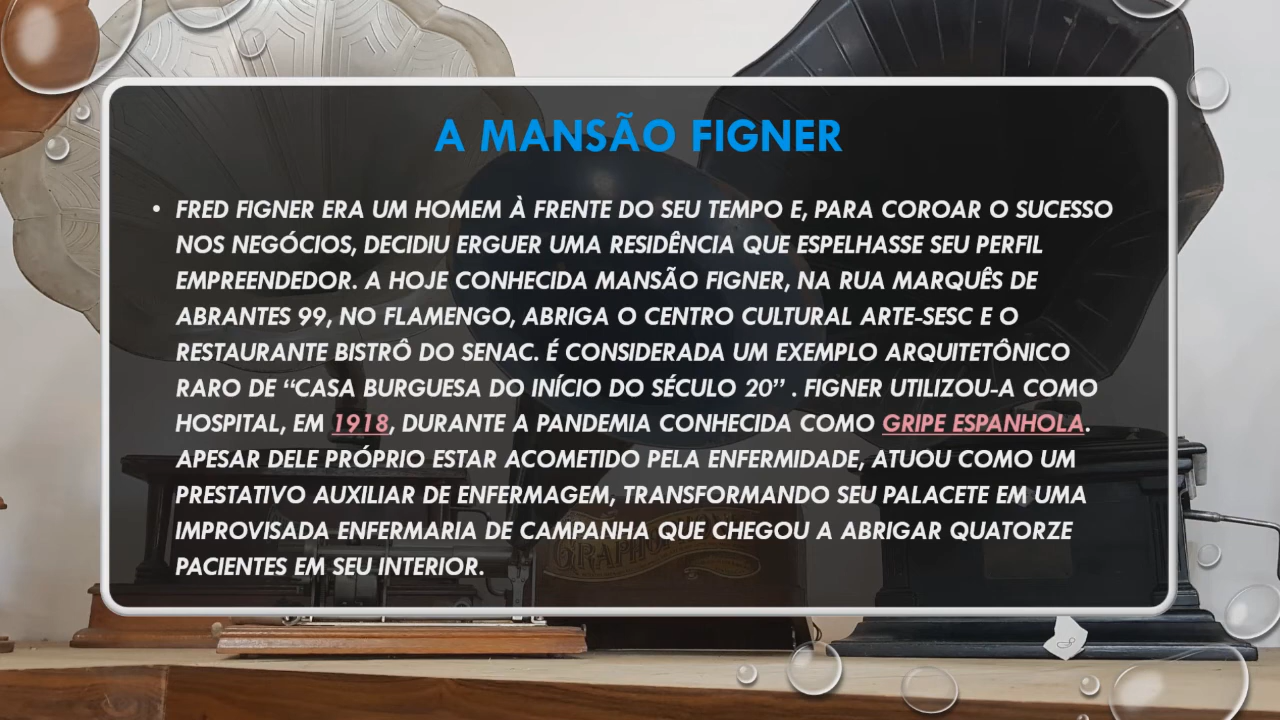 A MANSÃO FIGNER
• FRED FIGNER ERA UM HOMEM À FRENTE DO SEU TEMPO E, PARA COROAR O SUCESSO
NOS NEGÓCIOS, DECIDIU ERGUER UMA RESIDÊNCIA QUE ESPELHASSE SEU PERFIL
EMPREENDEDOR. A HOJE CONHECIDA MANSÃO FIGNER, NA RUA MARQUÊS DE
ABRANTES 99, NO FLAMENGO, ABRIGA O CENTRO CULTURAL ARTE-SESC E O
RESTAURANTE BISTRÔ DO SENAC. É CONSIDERADA UM EXEMPLO ARQUITETÔNICO
RARO DE “CASA BURGUESA DO INÍCIO DO SÉCULO 20” . FIGNER UTILIZOU-A COMO
HOSPITAL, EM 1918, DURANTE A PANDEMIA CONHECIDA COMO GRIPE ESPANHOLA.
APESAR DELE PRÓPRIO ESTAR ACOMETIDO PELA ENFERMIDADE, ATUOU COMO UM
PRESTATIVO AUXILIAR DE ENFERMAGEM, TRANSFORMANDO SEU PALACETE EM UMA
IMPROVISADA ENFERMARIA DE CAMPANHA QUE CHEGOU A ABRIGAR QUATORZE
PACIENTES EM SEU INTERIOR.